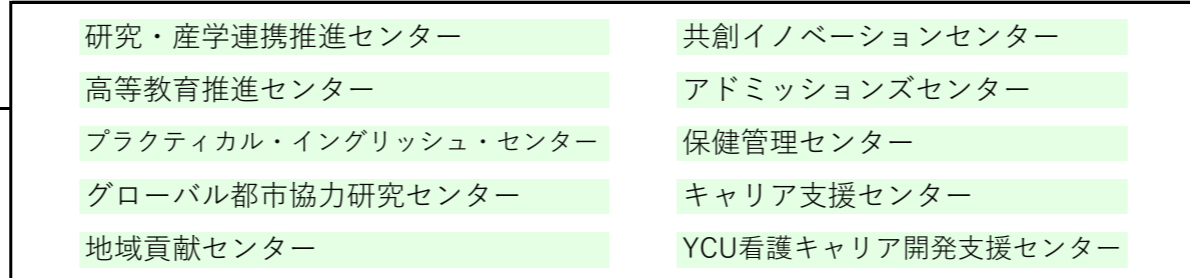 研究・産学連携推進センター
高等教育推進センター
プラクティカル・イングリッシュ・センター
グローバル都市協力研究センター
地域貢献センター
共創イノベーションセンター
アドミッションズセンター
保健管理センター
キャリア支援センター
YCU看護キャリア開発支援センター